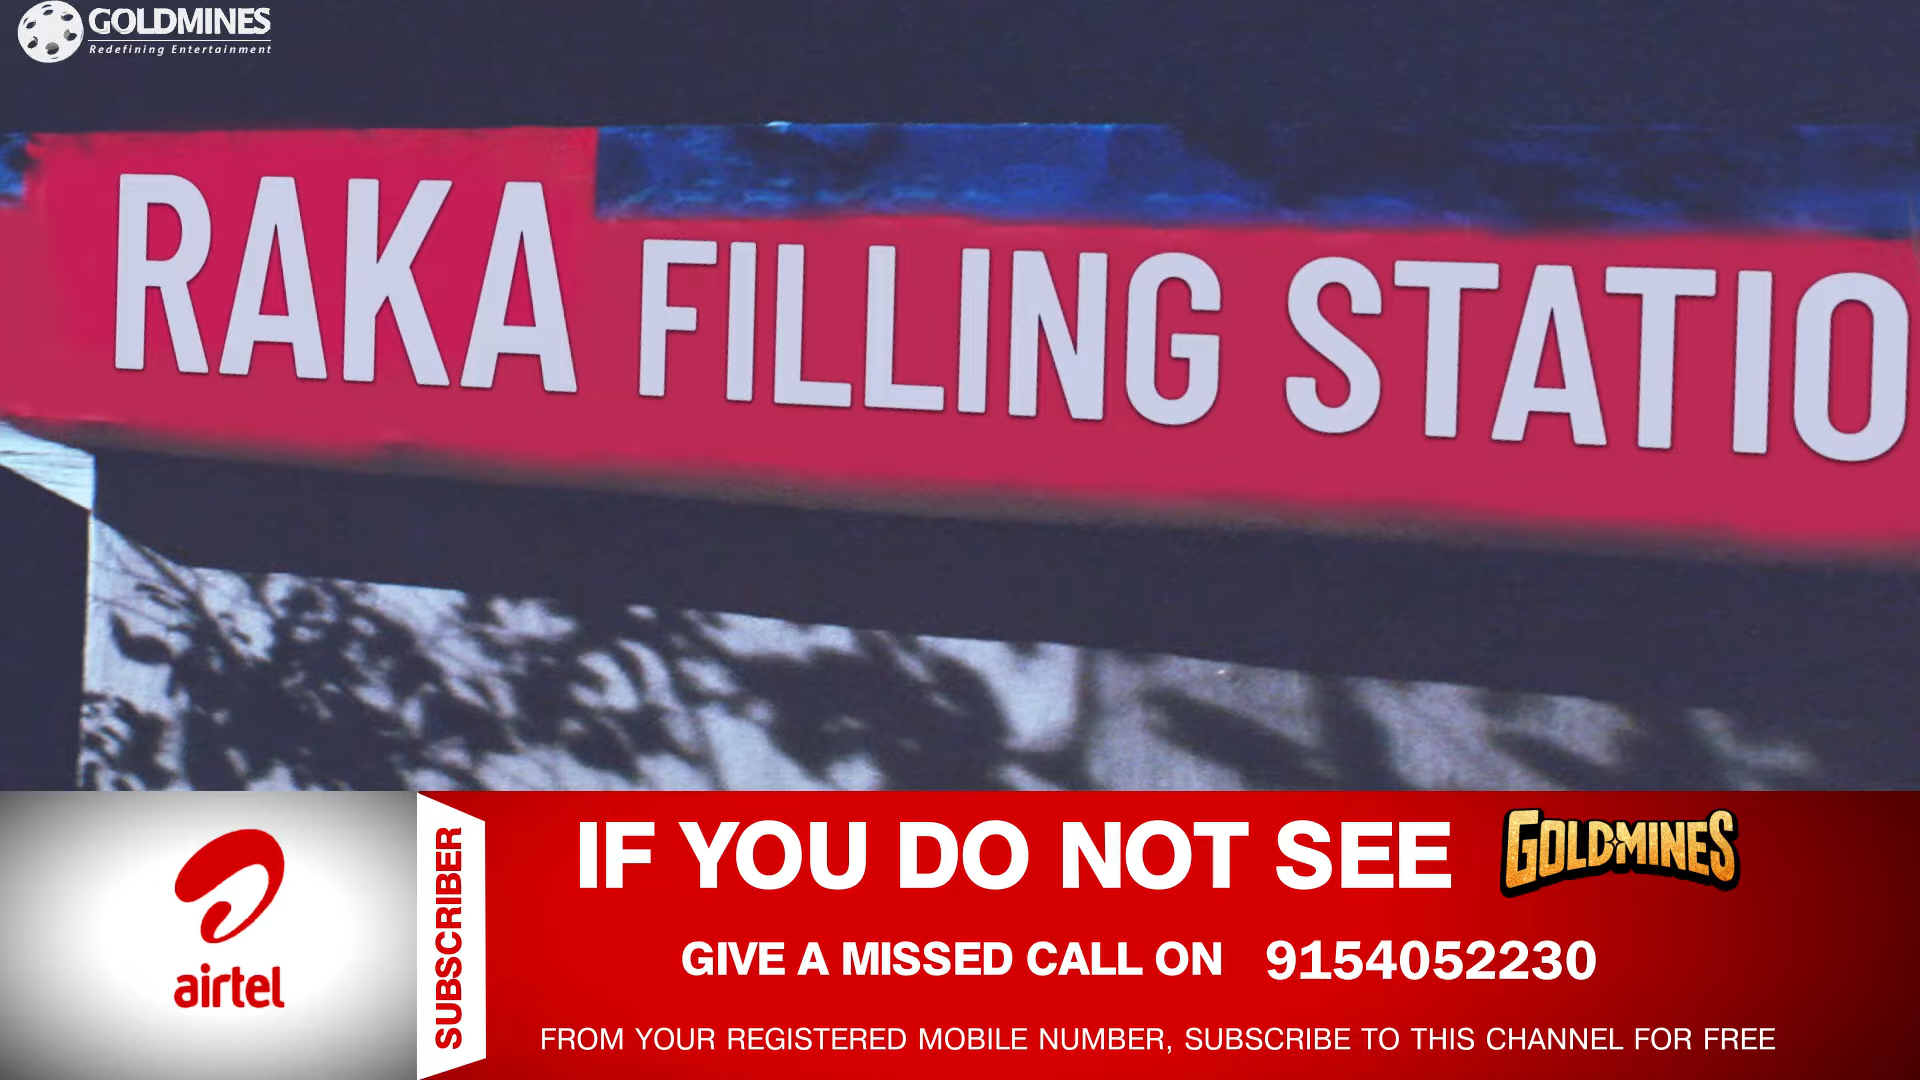 GOLDMINES
Redefining Entertainment
RAKA FILLING STATIO
airtel
SUBSCRIBER
IF YOU DO NOT SEE GOLDMINES
GIVE A MISSED CALL ON 9154052230
FROM YOUR REGISTERED MOBILE NUMBER, SUBSCRIBE TO THIS CHANNEL FOR FREE